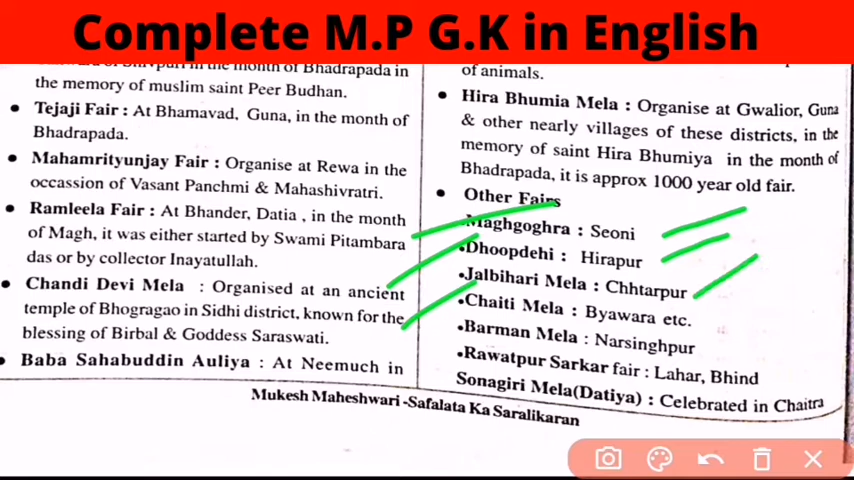 Complete M.P G.K in English
in the month of Bhadrapada in
the memory of muslim saint Peer Budhan.
• Tejaji Fair : At Bhamavad, Guna, in the month of
Bhadrapada.
• Mahamrityunjay Fair : Organise at Rewa in the
occassion of Vasant Panchmi & Mahashivratri.
• Ramleela Fair : At Bhander, Datia , in the month
of Magh, it was either started by Swami Pitambara
das or by collector Inayatullah.
• Chandi Devi Mela : Organised at an ancient
temple of Bhogragao in Sidhi district, known for the
blessing of Birbal & Goddess Saraswati.
• Baba Sahabuddin Auliya : At Neemuch in
of animals.
• Hira Bhumia Mela : Organise at Gwalior, Guna
& other nearly villages of these districts, in the
memory of saint Hira Bhumiya in the month of
Bhadrapada, it is approx 1000 year old fair.
• Other Fairs
Maghgoghra : Seoni
•Dhoopdehi : Hirapur
•Jalbihari Mela : Chhtarpur
•Chaiti Mela : Byawara etc.
•Barman Mela : Narsinghpur
•Rawatpur Sarkar fair : Lahar, Bhind
Sonagiri Mela(Datiya) : Celebrated in Chaitra
Mukesh Maheshwari -Safalata Ka Saralikaran